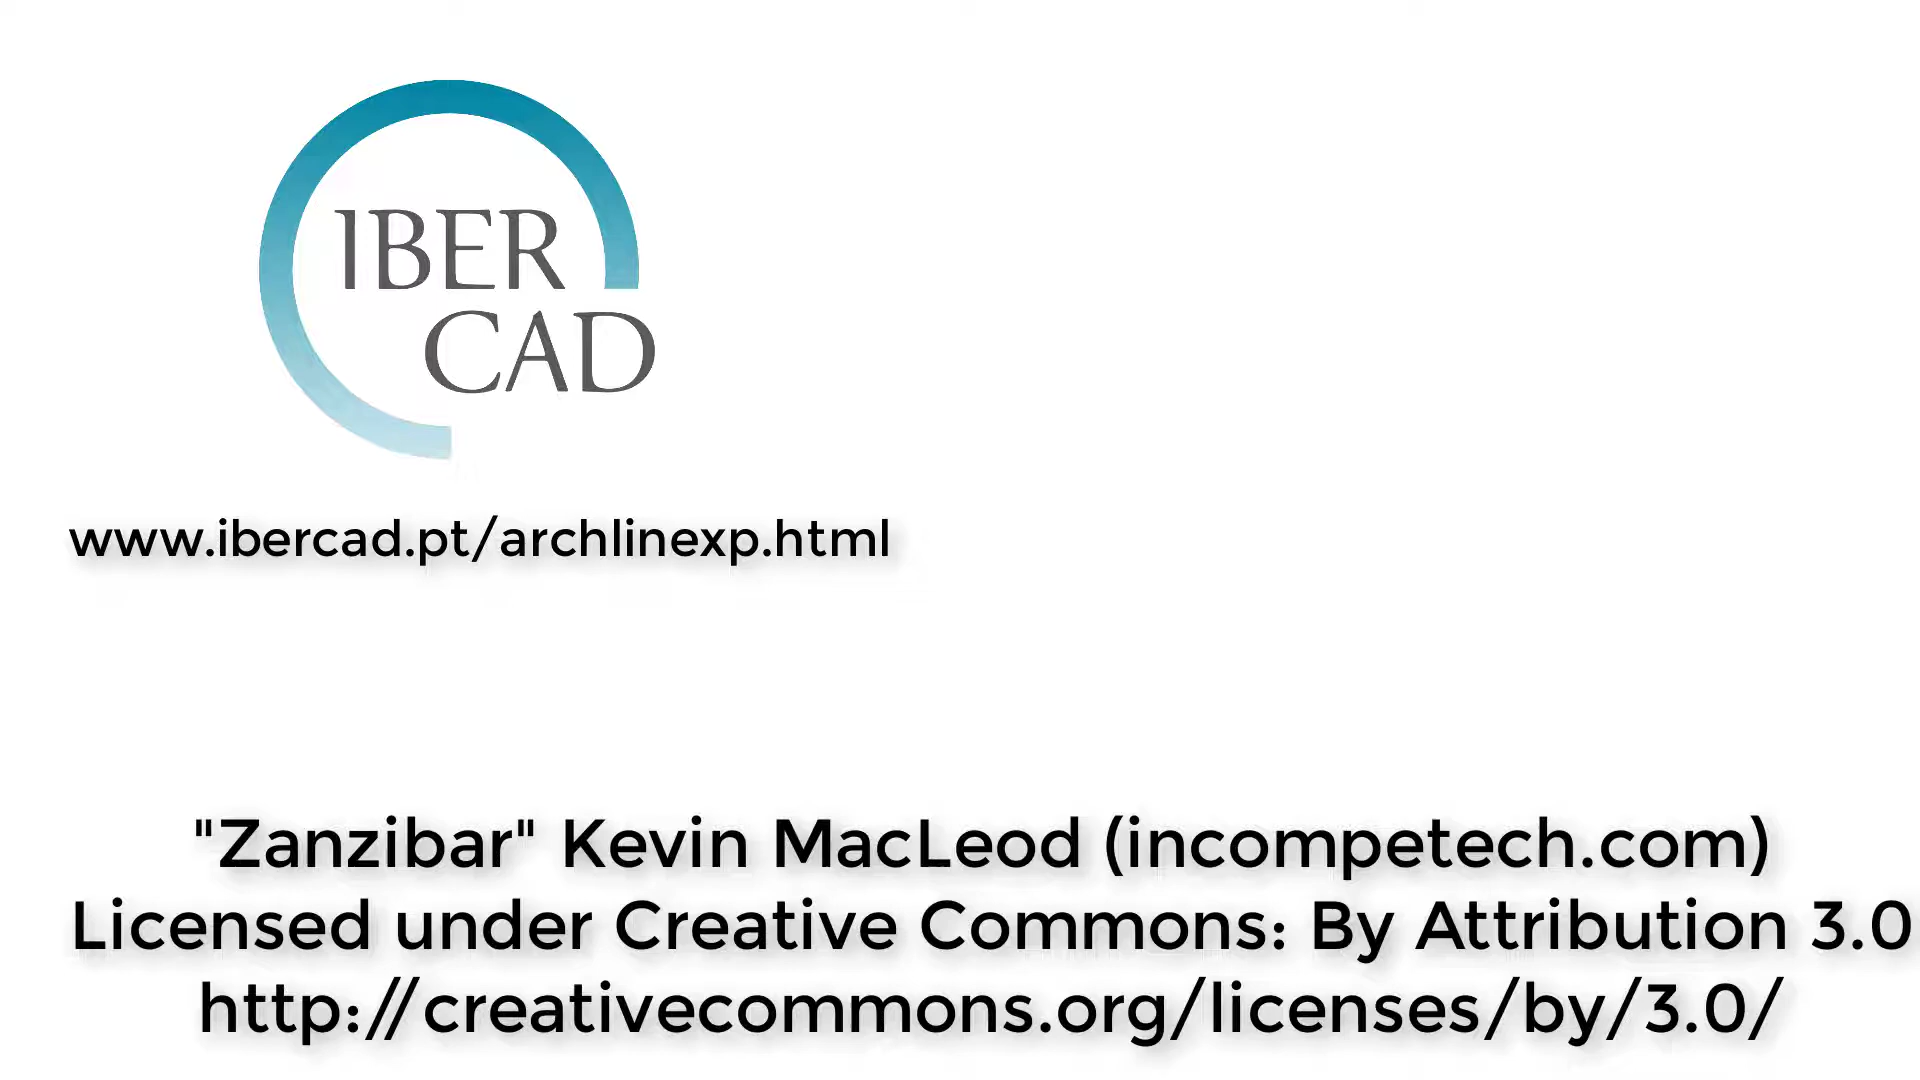 IBER
CAD
www.ibercad.pt/archlinexp.html
"Zanzibar" Kevin MacLeod (incompetech.com)
Licensed under Creative Commons: By Attribution 3.0
http://creativecommons.org/licenses/by/3.0/